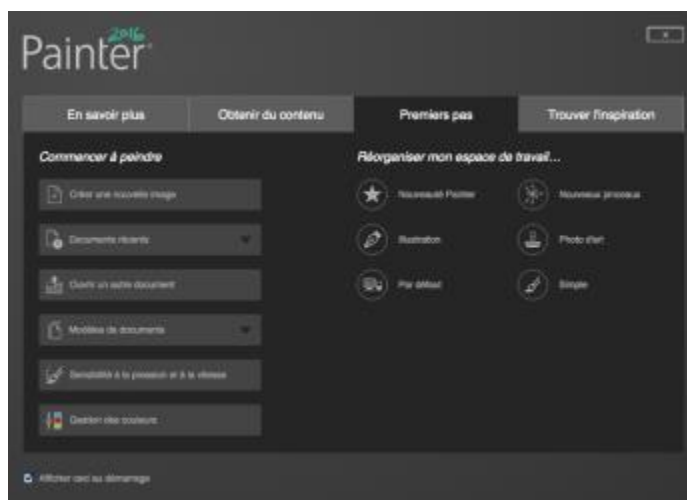 Painter 2016
x
En savoir plus
Obtenir du contenu
Premiers pas
Trouver l'inspiration
Commencer à peindre
Réorganiser mon espace de travail...
Créer une nouvelle image
Documents récents
Ouvrir un autre document
Modèles de documents
Sensibilité à la pression et à la vitesse
Gestion des couleurs
Nouveauté Painter
Nouveaux pinceaux
Illustration
Photo d'art
Par défaut
Simple
Afficher ceci au démarrage